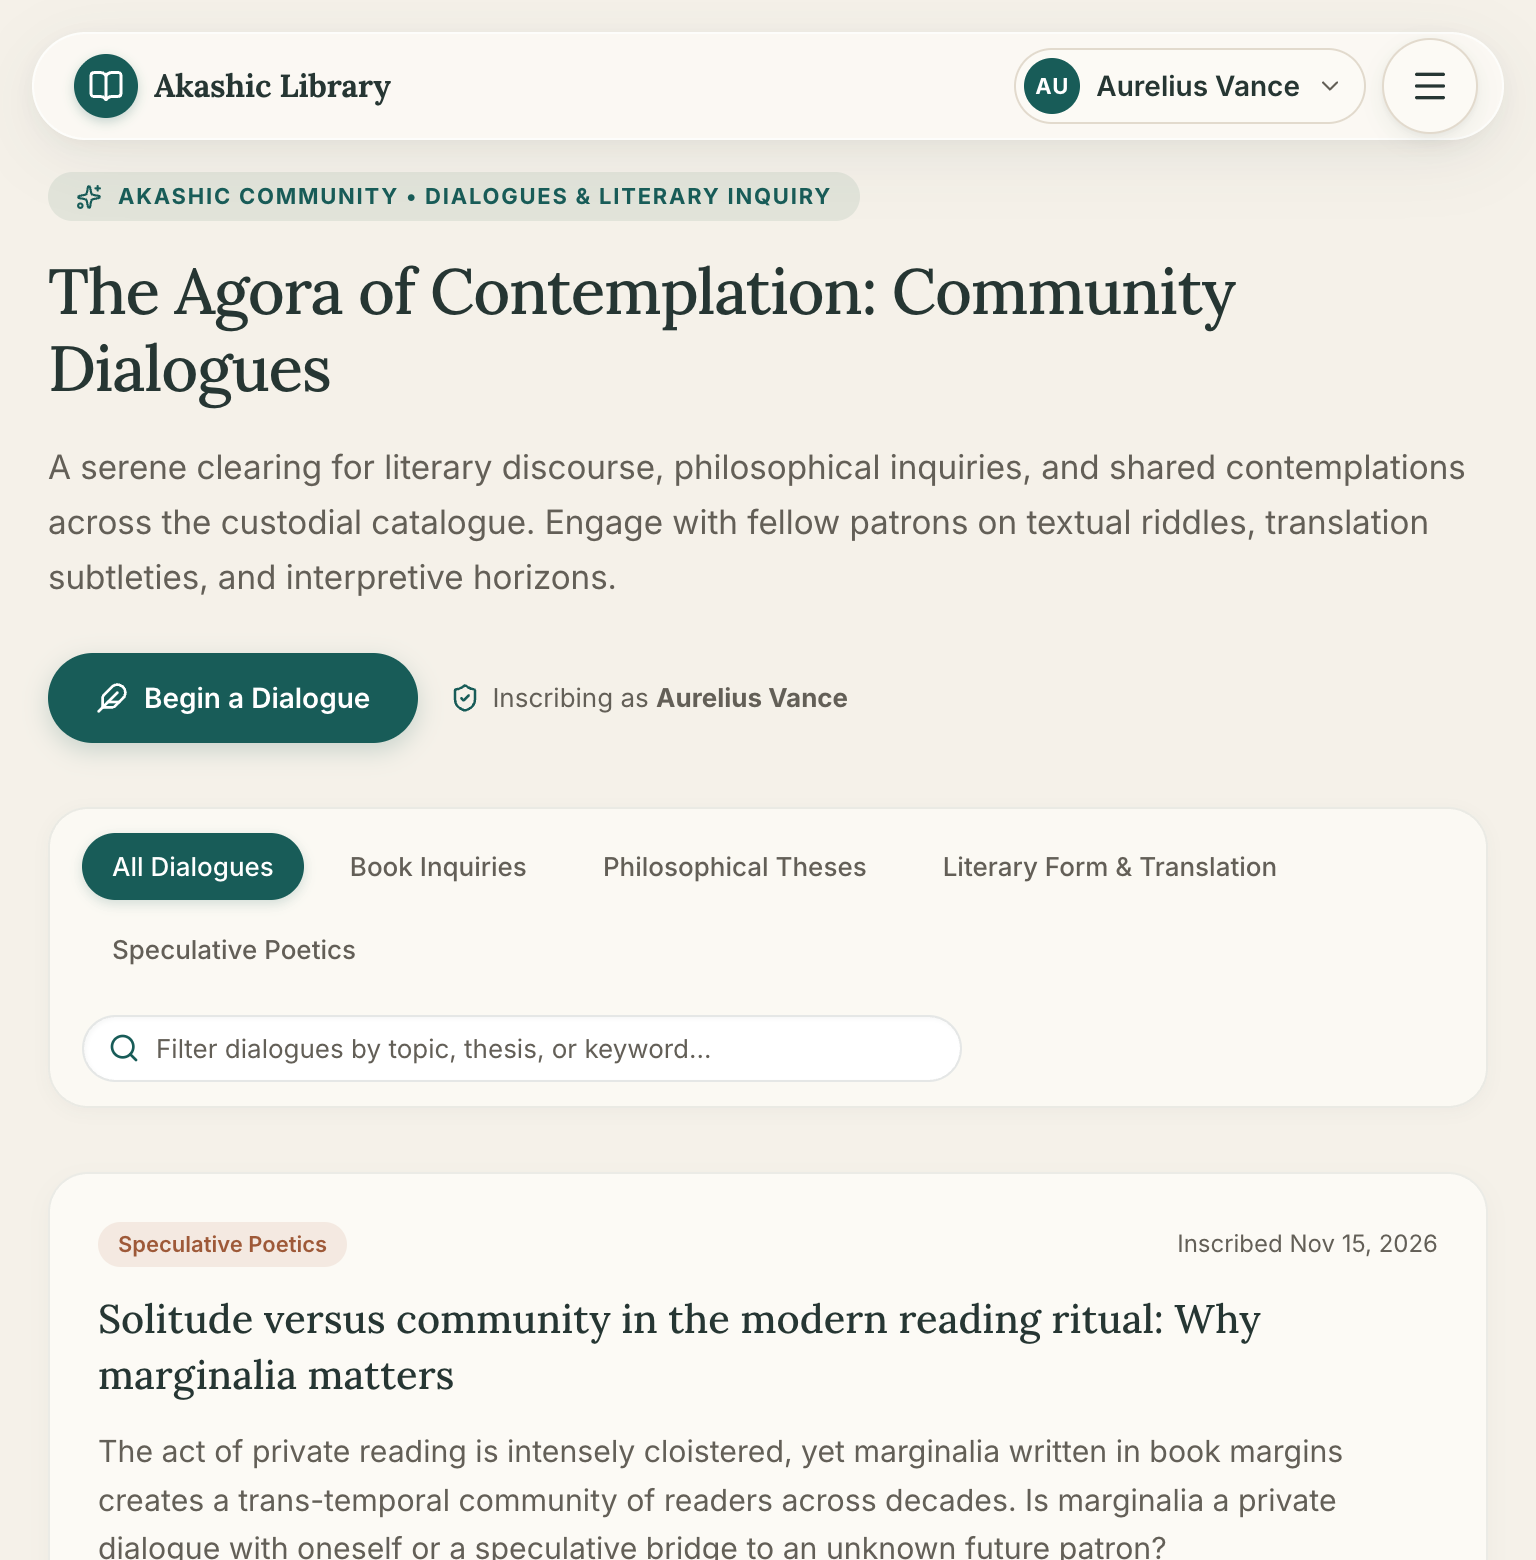 Akashic Library
AU Aurelius Vance
AKASHIC COMMUNITY • DIALOGUES & LITERARY INQUIRY
The Agora of Contemplation: Community
Dialogues
A serene clearing for literary discourse, philosophical inquiries, and shared contemplations
across the custodial catalogue. Engage with fellow patrons on textual riddles, translation
subtleties, and interpretive horizons.
Begin a Dialogue
Inscribing as Aurelius Vance
All Dialogues
Book Inquiries
Philosophical Theses
Literary Form & Translation
Speculative Poetics
Filter dialogues by topic, thesis, or keyword...
Speculative Poetics
Inscribed Nov 15, 2026
Solitude versus community in the modern reading ritual: Why
marginalia matters
The act of private reading is intensely cloistered, yet marginalia written in book margins
creates a trans-temporal community of readers across decades. Is marginalia a private
dialogue with oneself or a speculative bridge to an unknown future patron?